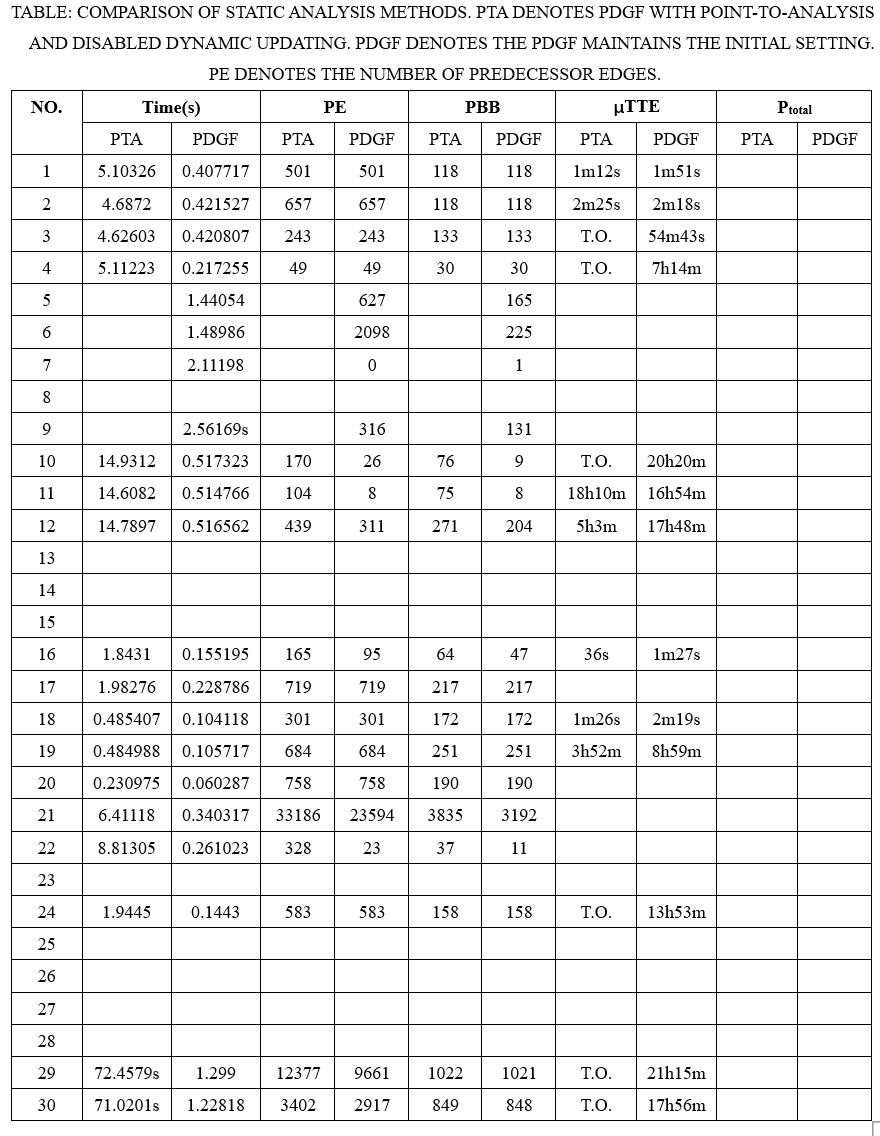 TABLE: COMPARISON OF STATIC ANALYSIS METHODS. PTA DENOTES PDGF WITH POINT-TO-ANALYSIS
AND DISABLED DYNAMIC UPDATING. PDGF DENOTES THE PDGF MAINTAINS THE INITIAL SETTING.
PE DENOTES THE NUMBER OF PREDECESSOR EDGES.
NO. Time(s) PE PBB μTTE Ptotal
PTA PDGF PTA PDGF PTA PDGF PTA PDGF PTA PDGF
1 5.10326 0.407717 501 501 118 118 1m12s 1m51s
2 4.6872 0.421527 657 657 118 118 2m25s 2m18s
3 4.62603 0.420807 243 243 133 133 T.O. 54m43s
4 5.11223 0.217255 49 49 30 30 T.O. 7h14m
5 1.44054 627 165
6 1.48986 2098 225
7 2.11198 0 1
8
9 2.56169s 316 131
10 14.9312 0.517323 170 26 76 9 T.O. 20h20m
11 14.6082 0.514766 104 8 75 8 18h10m 16h54m
12 14.7897 0.516562 439 311 271 204 5h3m 17h48m
13
14
15
16 1.8431 0.155195 165 95 64 47 36s 1m27s
17 1.98276 0.228786 719 719 217 217
18 0.485407 0.104118 301 301 172 172 1m26s 2m19s
19 0.484988 0.105717 684 684 251 251 3h52m 8h59m
20 0.230975 0.060287 758 758 190 190
21 6.41118 0.340317 33186 23594 3835 3192
22 8.81305 0.261023 328 23 37 11
23
24 1.9445 0.1443 583 583 158 158 T.O. 13h53m
25
26
27
28
29 72.4579s 1.299 12377 9661 1022 1021 T.O. 21h15m
30 71.0201s 1.22818 3402 2917 849 848 T.O. 17h56m